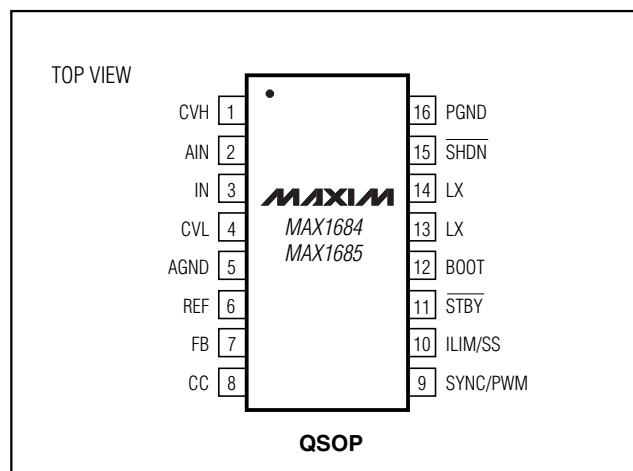 TOP VIEW
CVH 1
AIN 2
IN 3
CVL 4
AGND 5
REF 6
FB 7
CC 8
MAXIM
MAX1684
MAX1685
16 PGND
15 SHDN
14 LX
13 LX
12 BOOT
11 STBY
10 ILIM/SS
9 SYNC/PWM
QSOP